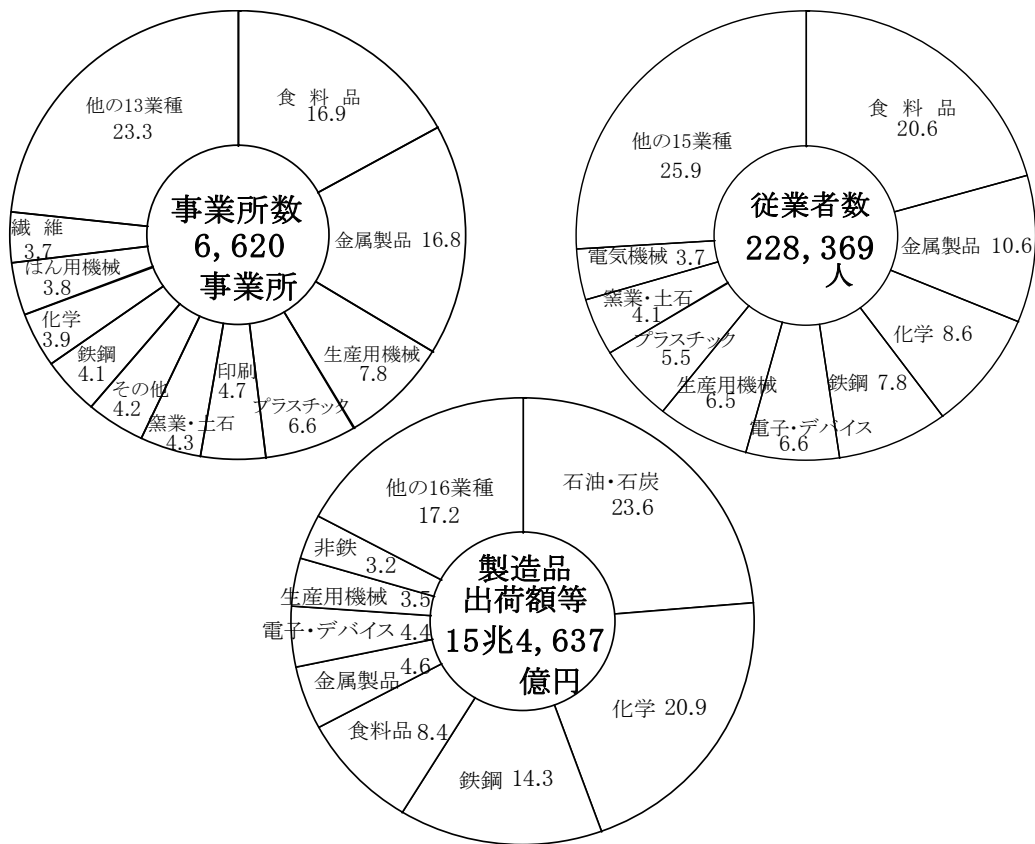 事業所数
6,620
事業所
食 料 品
16.9
金属製品 16.8
生産用機械
7.8
プラスチック
6.6
印刷
4.7
窯業・土石
4.3
その他
4.2
鉄鋼
4.1
化学
3.9
はん用機械
3.8
繊 維
3.7
他の13業種
23.3
従業者数
228,369
人
食 料 品
20.6
金属製品 10.6
化学 8.6
鉄鋼 7.8
電子・デバイス
6.6
生産用機械
6.5
プラスチック
5.5
窯業・土石
4.1
電気機械 3.7
他の15業種
25.9
製造品
出荷額等
15兆4,637
億円
石油・石炭
23.6
化学 20.9
鉄鋼 14.3
食料品 8.4
金属製品 4.6
電子・デバイス 4.4
生産用機械 3.5
非鉄 3.2
他の16業種
17.2